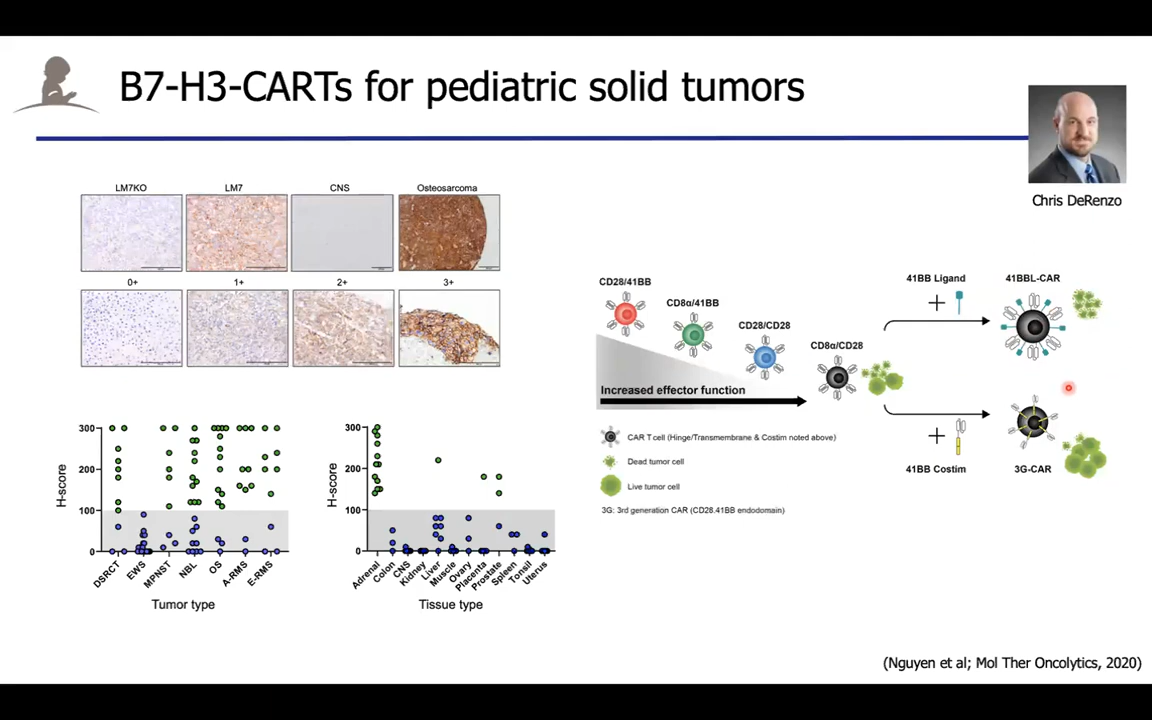 B7-H3-CARTs for pediatric solid tumors
Chris DeRenzo
LM7KO LM7 CNS Osteosarcoma
0+ 1+ 2+ 3+
H-score
300
200
100
0
DSRCT EWS MPNST NBL OS A-RMS E-RMS
Tumor type
H-score
300
200
100
0
Adrenal Colon CNS Kidney Liver Muscle Ovary Placenta Prostate Spleen Tonsil Uterus
Tissue type
CD28/41BB
CD8α/41BB
CD28/CD28
CD8α/CD28
Increased effector function
41BB Ligand
+
41BBL-CAR
+
41BB Costim
3G-CAR
CAR T cell (Hinge/Transmembrane & Costim noted above)
Dead tumor cell
Live tumor cell
3G: 3rd generation CAR (CD28.41BB endodomain)
(Nguyen et al; Mol Ther Oncolytics, 2020)